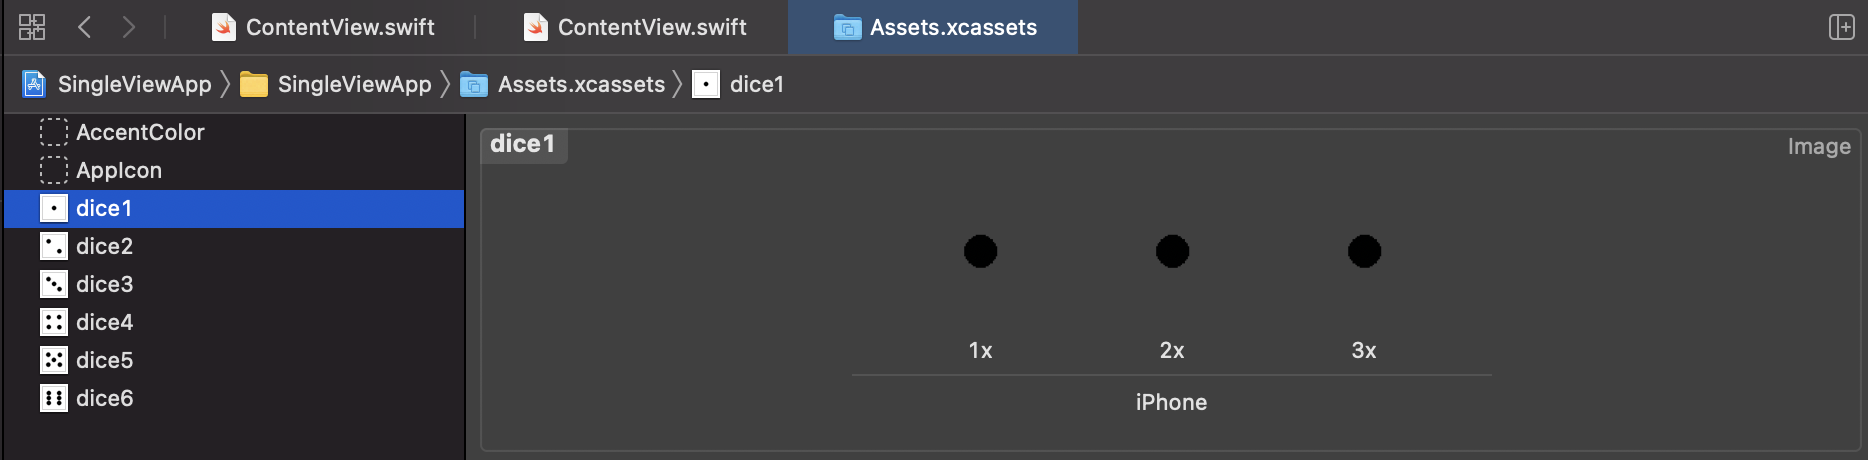 ContentView.swift
ContentView.swift
Assets.xcassets
SingleViewApp
SingleViewApp
Assets.xcassets
dice1
AccentColor
AppIcon
dice1
dice2
dice3
dice4
dice5
dice6
dice1
Image
1x
2x
3x
iPhone